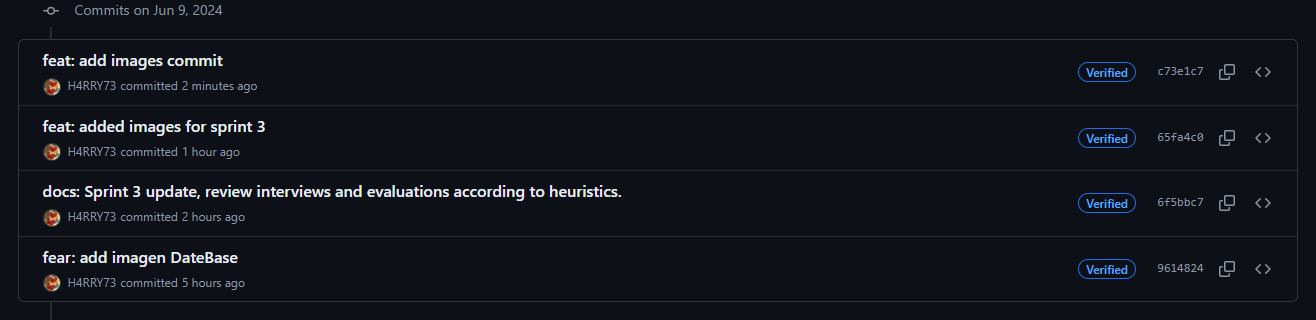 Commits on Jun 9, 2024
feat: add images commit
H4RRY73 committed 2 minutes ago
Verified
c73e1c7
feat: added images for sprint 3
H4RRY73 committed 1 hour ago
Verified
65fa4c0
docs: Sprint 3 update, review interviews and evaluations according to heuristics.
H4RRY73 committed 2 hours ago
Verified
6f5bbc7
fear: add imagen DateBase
H4RRY73 committed 5 hours ago
Verified
9614824